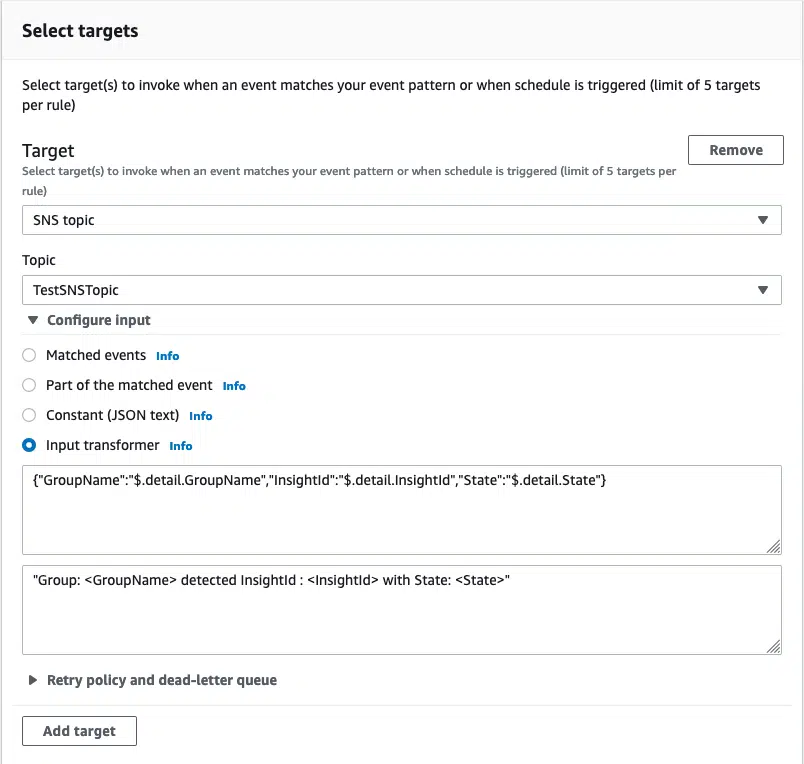 Select targets
Select target(s) to invoke when an event matches your event pattern or when schedule is triggered (limit of 5 targets
per rule)
Target
Remove
Select target(s) to invoke when an event matches your event pattern or when schedule is triggered (limit of 5 targets per
rule)
SNS topic
Topic
TestSNSTopic
Configure input
Matched events Info
Part of the matched event Info
Constant (JSON text) Info
Input transformer Info
{"GroupName":"$.detail.GroupName","InsightId":"$.detail.InsightId","State":"$.detail.State"}
"Group: <GroupName> detected InsightId : <InsightId> with State: <State>"
Retry policy and dead-letter queue
Add target